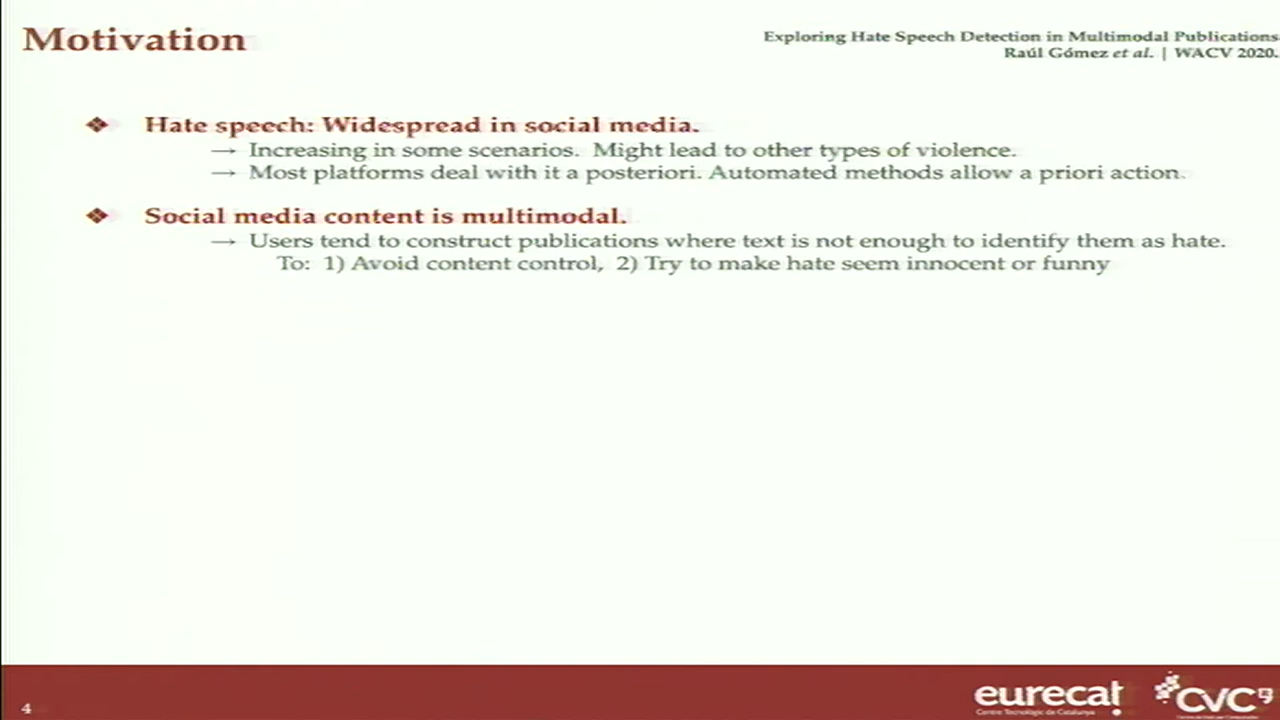 Motivation
Exploring Hate Speech Detection in Multimodal Publications
Raúl Gómez et al. | WACV 2020.
❖ Hate speech: Widespread in social media.
→ Increasing in some scenarios. Might lead to other types of violence.
→ Most platforms deal with it a posteriori. Automated methods allow a priori action.
❖ Social media content is multimodal.
→ Users tend to construct publications where text is not enough to identify them as hate.
To: 1) Avoid content control, 2) Try to make hate seem innocent or funny
4
eurecat
Centre Tecnològic de Catalunya
CVC